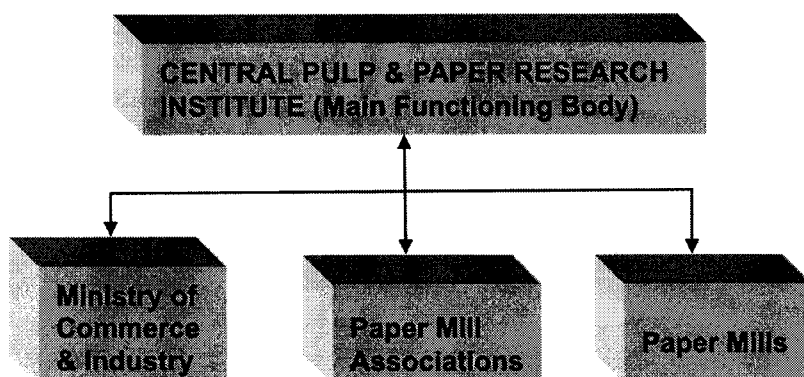 CENTRAL PULP & PAPER RESEARCH
INSTITUTE (Main Functioning Body)
Ministry of
Commerce
& Industry
Paper Mill
Associations
Paper Mills